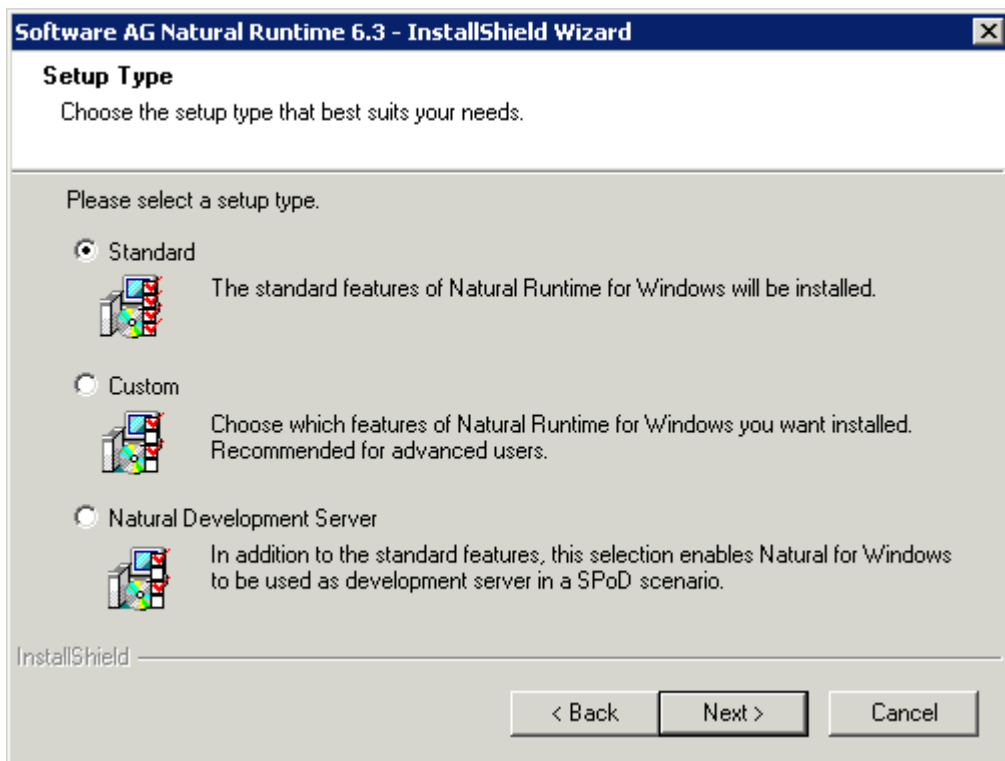 Software AG Natural Runtime 6.3 - InstallShield Wizard
Setup Type
Choose the setup type that best suits your needs.
Please select a setup type.
Standard
The standard features of Natural Runtime for Windows will be installed.
Custom
Choose which features of Natural Runtime for Windows you want installed.
Recommended for advanced users.
Natural Development Server
In addition to the standard features, this selection enables Natural for Windows
to be used as development server in a SPoD scenario.
InstallShield
< Back
Next >
Cancel